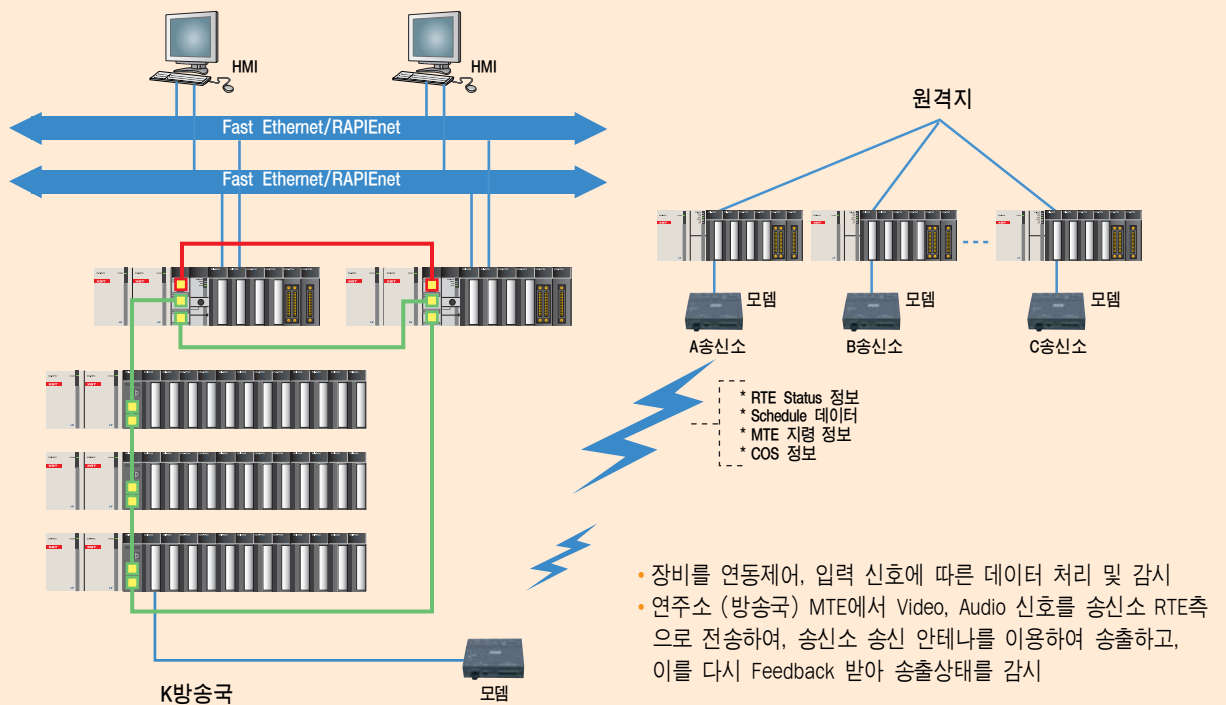 HMI
HMI
원격지
Fast Ethernet/RAPIEnet
Fast Ethernet/RAPIEnet
모뎀
모뎀
모뎀
A송신소
B송신소
C송신소
* RTE Status 정보
* Schedule 데이터
* MTE 지령 정보
* COS 정보
• 장비를 연동제어, 입력 신호에 따른 데이터 처리 및 감시
• 연주소 (방송국) MTE에서 Video, Audio 신호를 송신소 RTE측
으로 전송하여, 송신소 송신 안테나를 이용하여 송출하고,
이를 다시 Feedback 받아 송출상태를 감시
K방송국
모뎀